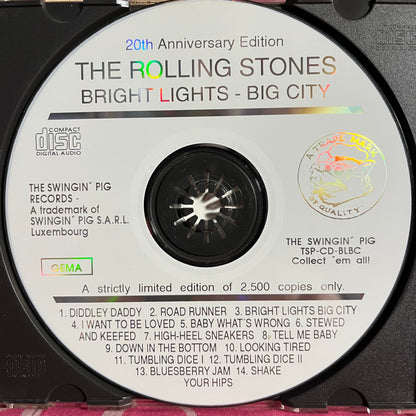 20th Anniversary Edition
THE ROLLING STONES
BRIGHT LIGHTS - BIG CITY
COMPACT
disc
DIGITAL AUDIO
A TRADE MARK
OF QUALITY
THE SWINGIN´ PIG
RECORDS -
A trademark of
SWINGIN´ PIG S.A.R.L.
Luxembourg
THE SWINGIN´ PIG
TSP-CD-BLBC
Collect ´em all!
GEMA
A strictly limited edition of 2.500 copies only.
1. DIDDLEY DADDY 2. ROAD RUNNER 3. BRIGHT LIGHTS BIG CITY
4. I WANT TO BE LOVED 5. BABY WHAT'S WRONG 6. STEWED
AND KEEFED 7. HIGH-HEEL SNEAKERS 8. TELL ME BABY
9. DOWN IN THE BOTTOM 10. LOOKING TIRED
11. TUMBLING DICE I 12. TUMBLING DICE II
13. BLUESBERRY JAM 14. SHAKE
YOUR HIPS